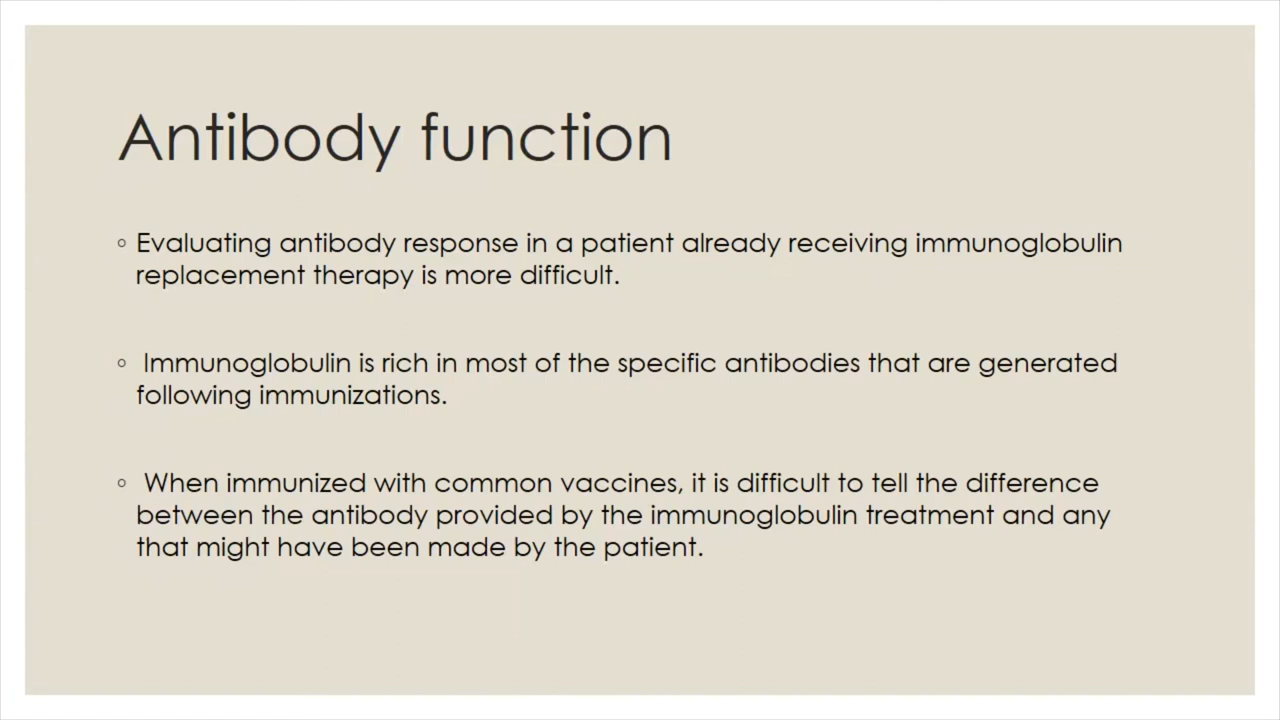 Antibody function
◦ Evaluating antibody response in a patient already receiving immunoglobulin
replacement therapy is more difficult.
◦ Immunoglobulin is rich in most of the specific antibodies that are generated
following immunizations.
◦ When immunized with common vaccines, it is difficult to tell the difference
between the antibody provided by the immunoglobulin treatment and any
that might have been made by the patient.